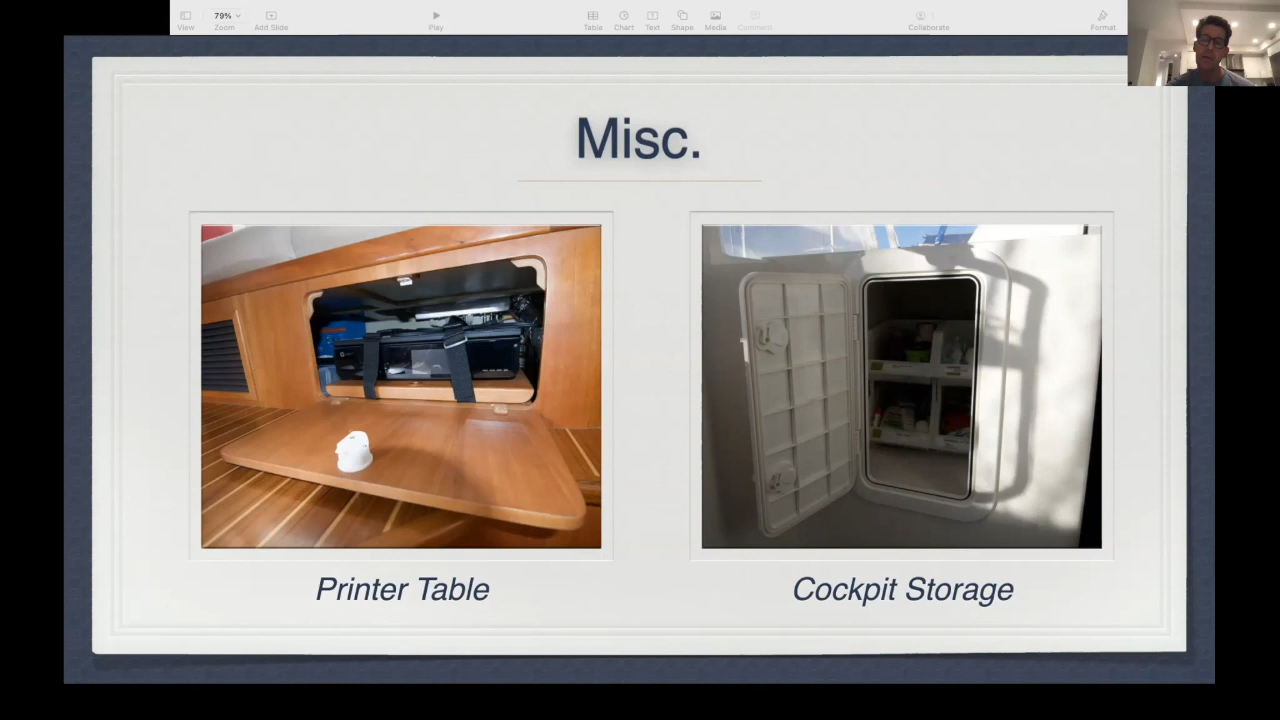 79%
View
Zoom
Add Slide
Play
Table
Chart
Text
Shape
Media
Comment
Collaborate
Format
Misc.
Printer Table
Cockpit Storage